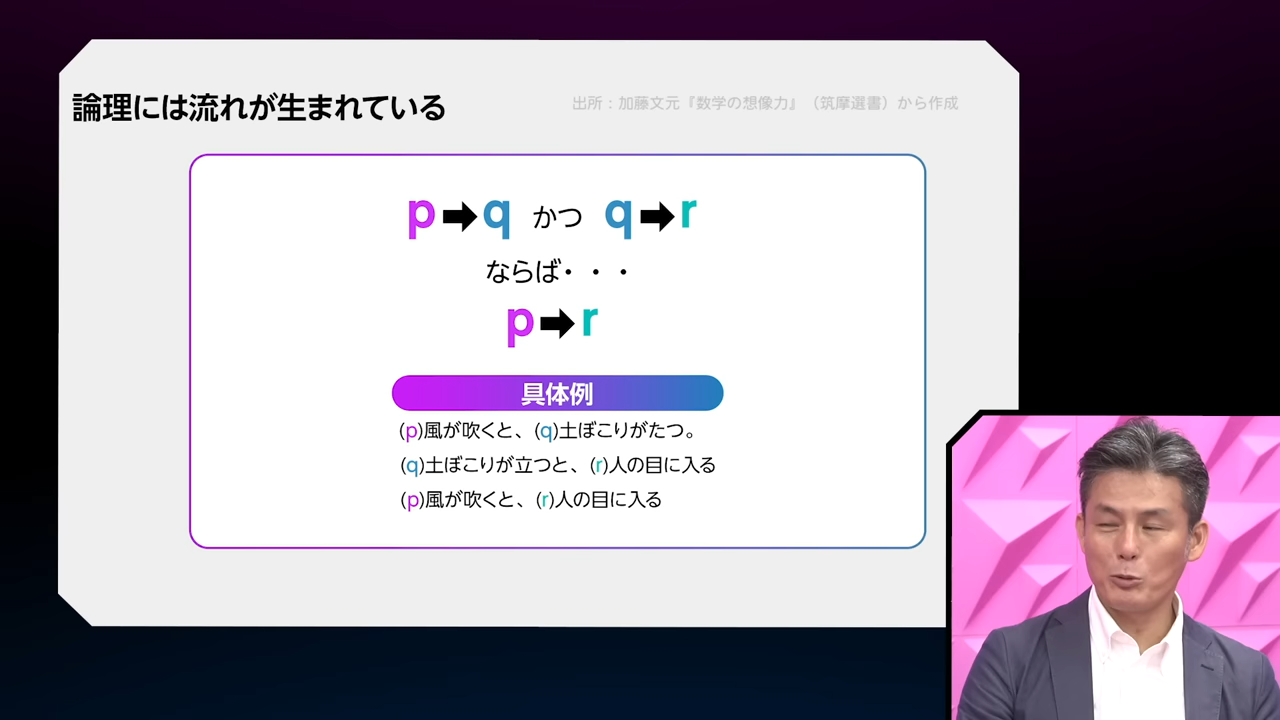 論理には流れが生まれている
出所：加藤文元『数学の想像力』（筑摩選書）から作成
p➡q かつ q➡r
ならば・・・
p➡r
具体例
(p)風が吹くと、(q)土ぼこりがたつ。
(q)土ぼこりが立つと、(r)人の目に入る
(p)風が吹くと、(r)人の目に入る